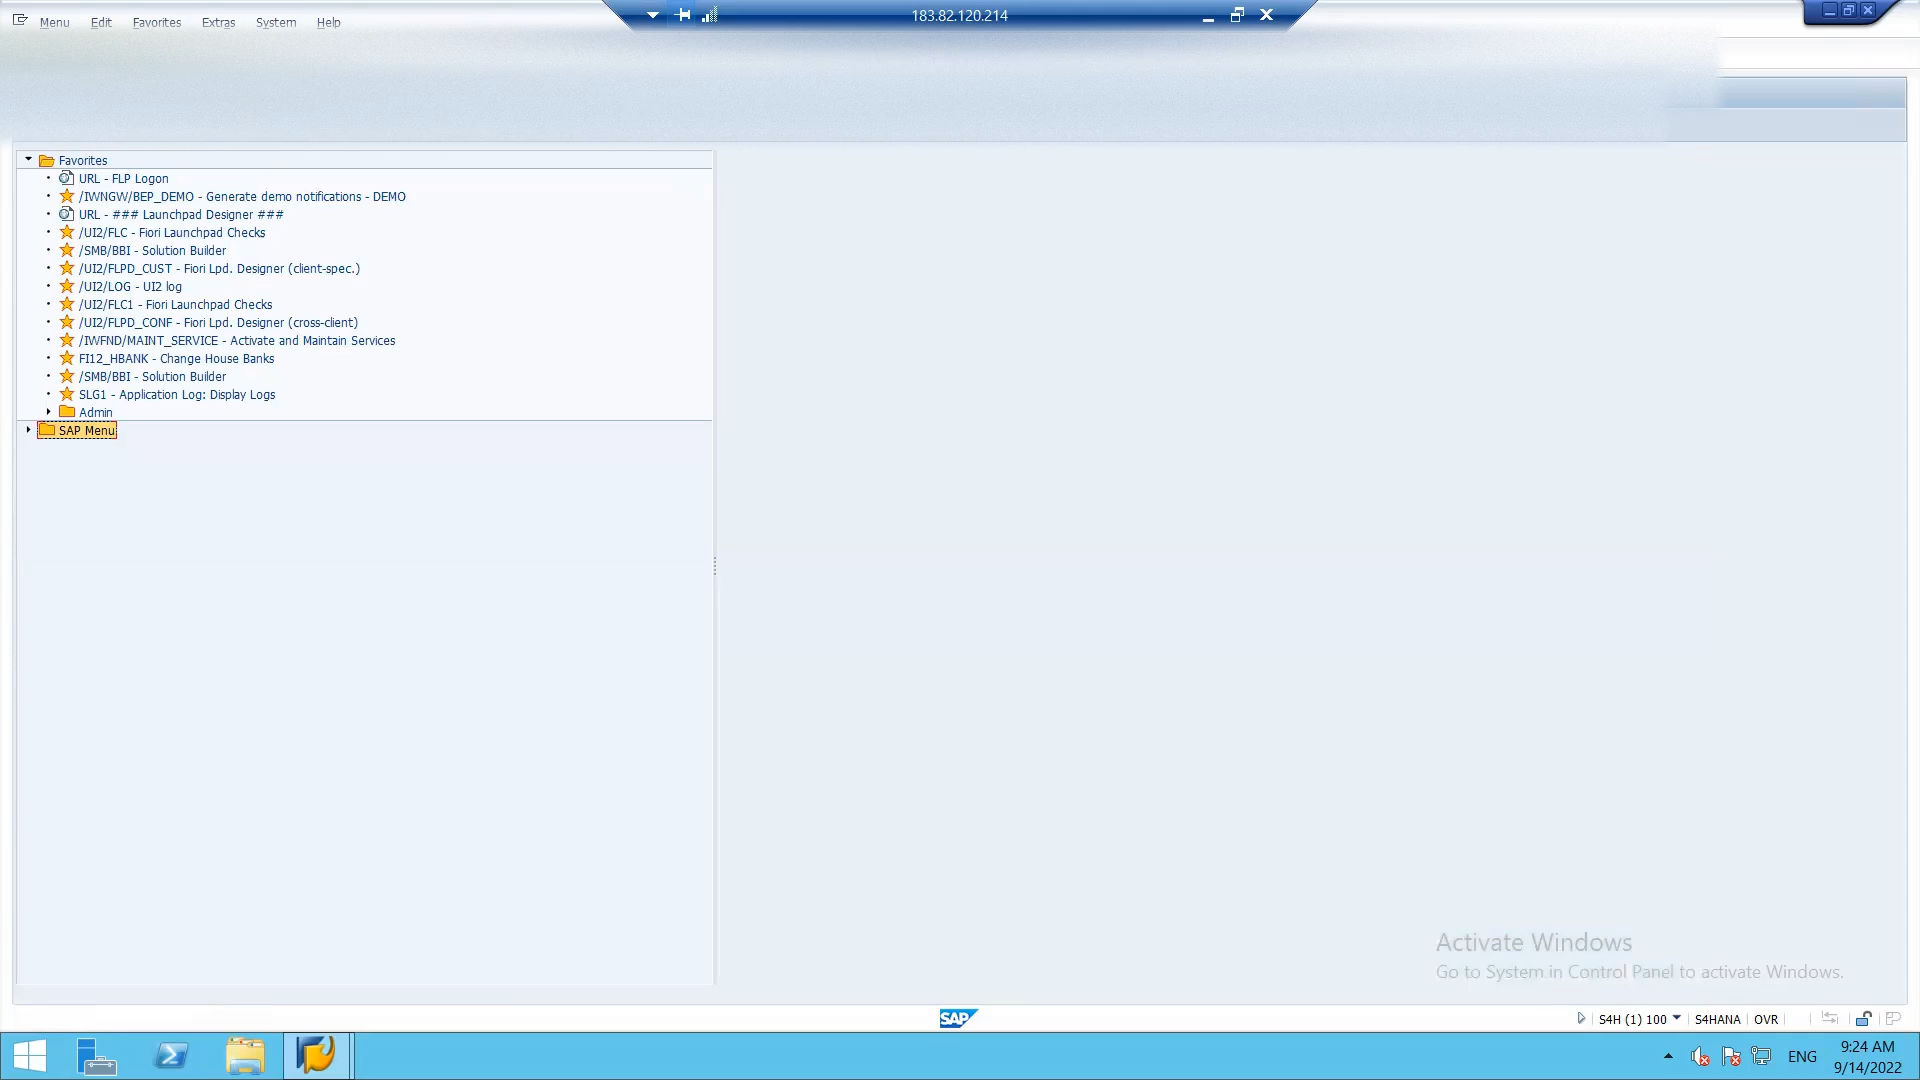 Menu Edit Favorites Extras System Help
183.82.120.214
Favorites
URL - FLP Logon
/IWNGW/BEP_DEMO - Generate demo notifications - DEMO
URL - ### Launchpad Designer ###
/UI2/FLC - Fiori Launchpad Checks
/SMB/BBI - Solution Builder
/UI2/FLPD_CUST - Fiori Lpd. Designer (client-spec.)
/UI2/LOG - UI2 log
/UI2/FLC1 - Fiori Launchpad Checks
/UI2/FLPD_CONF - Fiori Lpd. Designer (cross-client)
/IWFND/MAINT_SERVICE - Activate and Maintain Services
FI12_HBANK - Change House Banks
/SMB/BBI - Solution Builder
SLG1 - Application Log: Display Logs
Admin
SAP Menu
Activate Windows
Go to System in Control Panel to activate Windows.
SAP
S4H (1) 100 S4HANA OVR
ENG
9:24 AM
9/14/2022